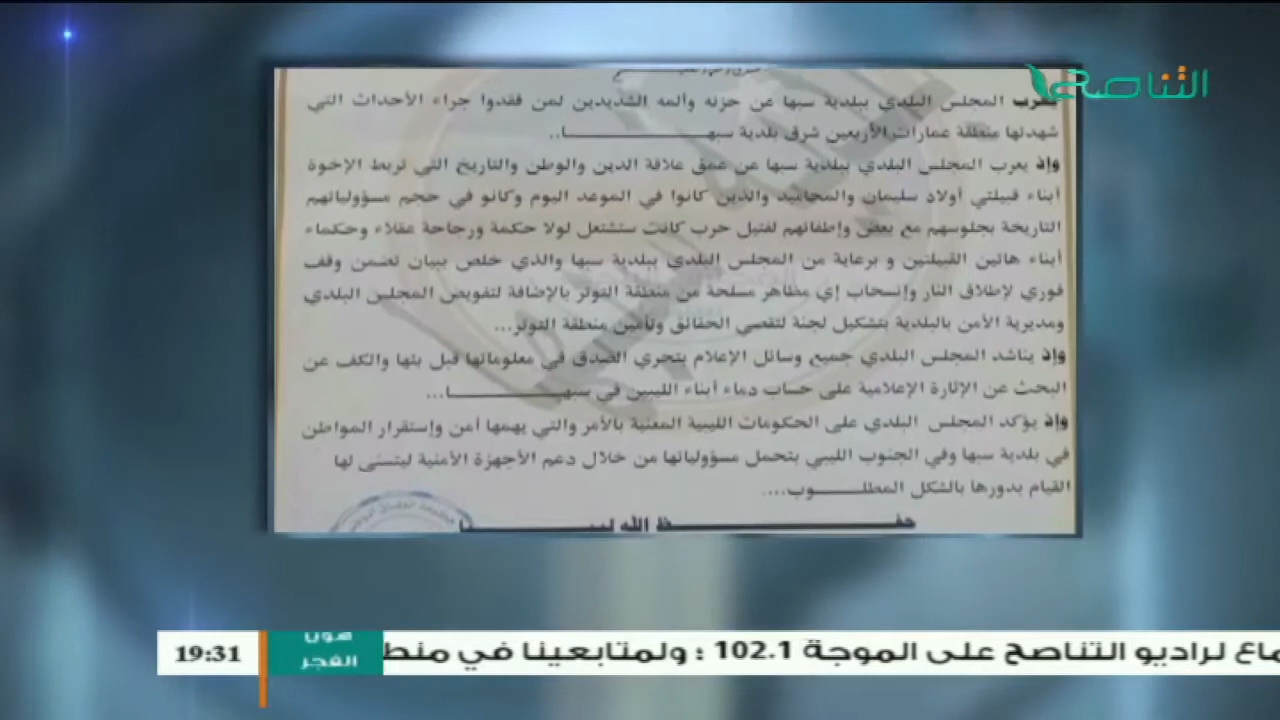 التناصح
يعرب المجلس البلدي ببلدية سبها عن حزنه وألمه الشديدين لمن فقدوا جراء الأحداث التي
شهدتها منطقة عمارات الأربعين شرق بلدية سبهـــــــــا..
وإذ يعرب المجلس البلدي ببلدية سبها عن عمق علاقة الدين والوطن والتاريخ التي تربط الإخوة
أبناء قبيلتي أولاد سليمان والمحاميد والذين كانوا في الموعد اليوم وكانو في حجم مسؤولياتهم
التاريخة بجلوسهم مع بعض وإطفائهم لفتيل حرب كانت ستشتعل لولا حكمة ورجاحة عقلاء وحكماء
أبناء هاتين القبيلتين و برعاية من المجلس البلدي ببلدية سبها والذي خلص ببيان تضمن وقف
فوري لإطلاق النار وإنسحاب إي مظاهر مسلحة من منطقة التوتر بالإضافة لتفويض المجلس البلدي
ومديرية الأمن بالبلدية بتشكيل لجنة لتقصي الحقائق وتأمين منطقة التوتر...
وإذ يناشد المجلس البلدي جميع وسائل الإعلام بتحري الصدق في معلوماتها قبل بثها والكف عن
البحث عن الإثارة الإعلامية على حساب دماء أبناء الليبين في سبهـــــــــا...
وإذ يؤكد المجلس البلدي على الحكومات الليبية المعنية بالأمر والتي يهمها أمن وإستقرار المواطن
في بلدية سبها وفي الجنوب الليبي بتحمل مسؤولياتها من خلال دعم الأجهزة الأمنية ليتسنى لها
القيام بدورها بالشكل المطلـــــوب....
حفـــــــــظ الله ليبـــــــــيا
ماع لراديو التناصح على الموجة 102.1 : ولمتابعينا في منط
هون
الفجر
19:31